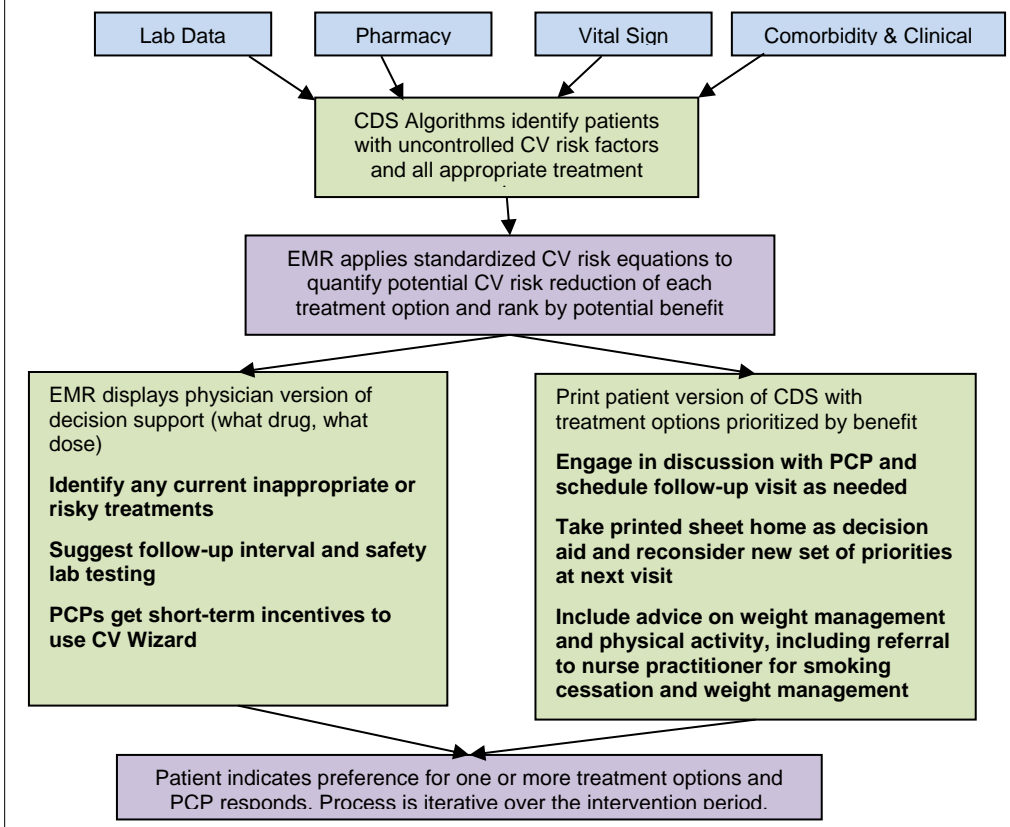 Lab Data
Pharmacy
Vital Sign
Comorbidity & Clinical
CDS Algorithms identify patients
with uncontrolled CV risk factors
and all appropriate treatment
EMR applies standardized CV risk equations to
quantify potential CV risk reduction of each
treatment option and rank by potential benefit
EMR displays physician version of
decision support (what drug, what
dose)
Identify any current inappropriate or
risky treatments
Suggest follow-up interval and safety
lab testing
PCPs get short-term incentives to
use CV Wizard
Print patient version of CDS with
treatment options prioritized by benefit
Engage in discussion with PCP and
schedule follow-up visit as needed
Take printed sheet home as decision
aid and reconsider new set of priorities
at next visit
Include advice on weight management
and physical activity, including referral
to nurse practitioner for smoking
cessation and weight management
Patient indicates preference for one or more treatment options and
PCP responds. Process is iterative over the intervention period.